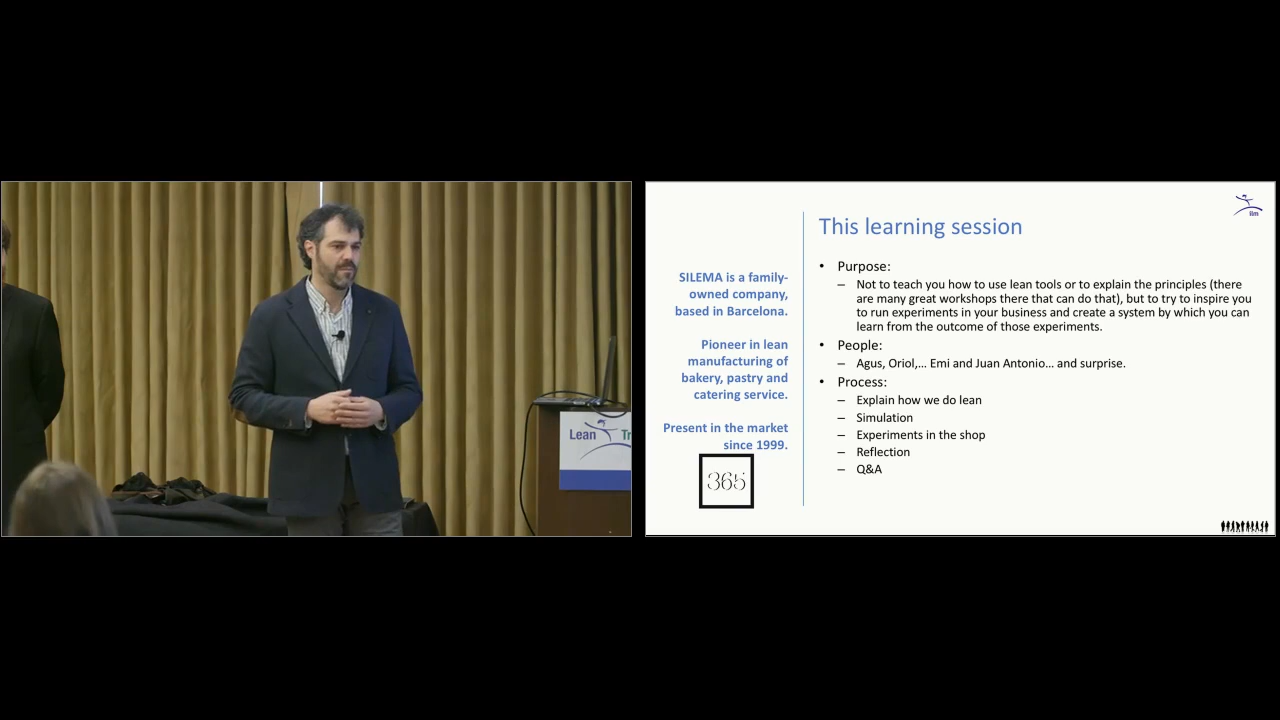 Lean
Tr
ilm
This learning session
SILEMA is a family-
owned company,
based in Barcelona.
Pioneer in lean
manufacturing of
bakery, pastry and
catering service.
Present in the market
since 1999.
365
• Purpose:
– Not to teach you how to use lean tools or to explain the principles (there
are many great workshops there that can do that), but to try to inspire you
to run experiments in your business and create a system by which you can
learn from the outcome of those experiments.
• People:
– Agus, Oriol,... Emi and Juan Antonio... and surprise.
• Process:
– Explain how we do lean
– Simulation
– Experiments in the shop
– Reflection
– Q&A